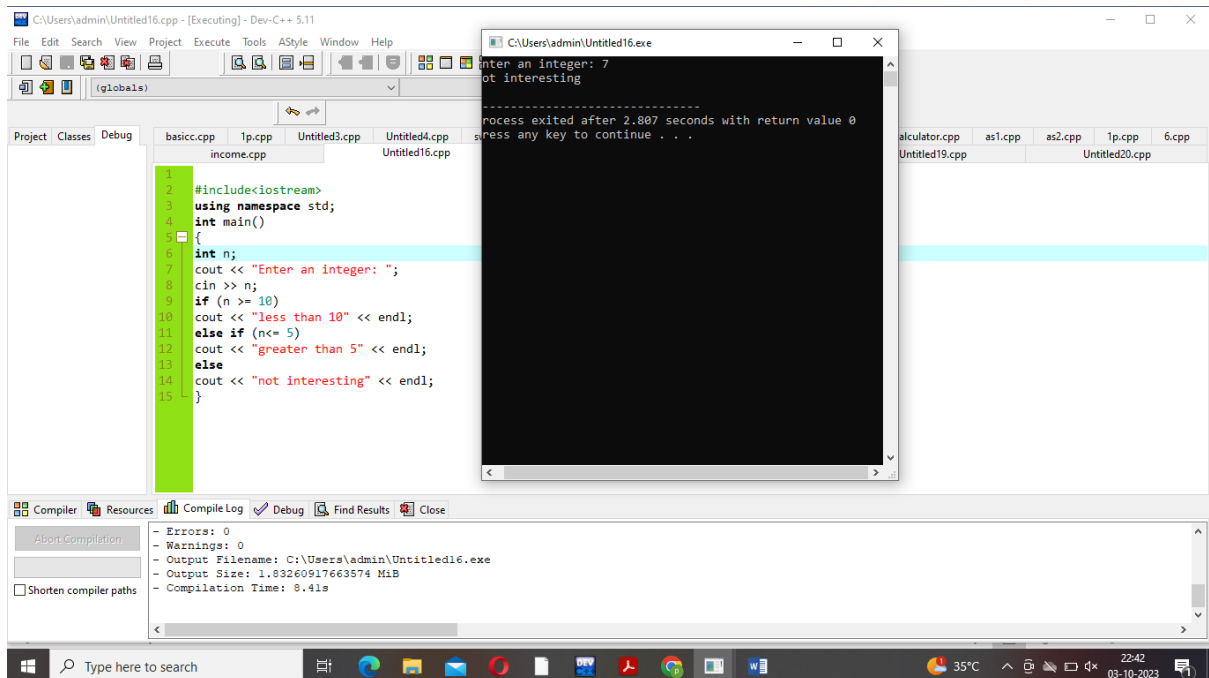 C:\Users\admin\Untitled16.cpp - [Executing] - Dev-C++ 5.11
File Edit Search View Project Execute Tools AStyle Window Help
(globals)
Project Classes Debug
basicc.cpp 1p.cpp Untitled3.cpp Untitled4.cpp
alculator.cpp as1.cpp as2.cpp 1p.cpp 6.cpp
income.cpp Untitled16.cpp Untitled19.cpp Untitled20.cpp
1
2 #include<iostream>
3 using namespace std;
4 int main()
5 {
6 int n;
7 cout << "Enter an integer: ";
8 cin >> n;
9 if (n >= 10)
10 cout << "less than 10" << endl;
11 else if (n<= 5)
12 cout << "greater than 5" << endl;
13 else
14 cout << "not interesting" << endl;
15 }
C:\Users\admin\Untitled16.exe
nter an integer: 7
ot interesting
-------------------------------
rocess exited after 2.807 seconds with return value 0
ress any key to continue . . .
Compiler Resources Compile Log Debug Find Results Close
Abort Compilation
Shorten compiler paths
- Errors: 0
- Warnings: 0
- Output Filename: C:\Users\admin\Untitled16.exe
- Output Size: 1.83260917663574 MiB
- Compilation Time: 8.41s
Type here to search
DEV
W
1
35°C
22:42
03-10-2023
1